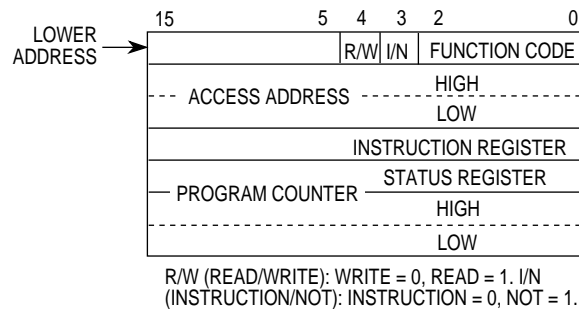 15 5 4 3 2 0
LOWER
ADDRESS
R/W I/N FUNCTION CODE
HIGH
ACCESS ADDRESS
LOW
INSTRUCTION REGISTER
STATUS REGISTER
PROGRAM COUNTER
HIGH
LOW
R/W (READ/WRITE): WRITE = 0, READ = 1. I/N
(INSTRUCTION/NOT): INSTRUCTION = 0, NOT = 1.